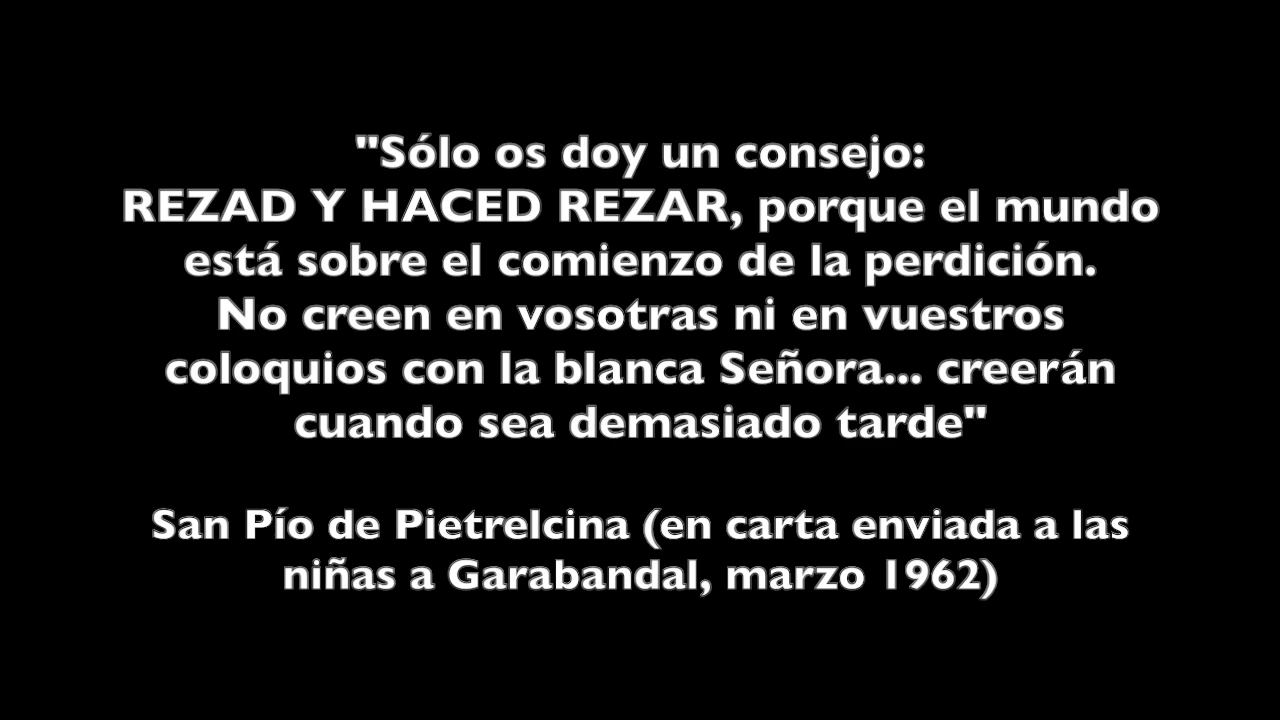 "Sólo os doy un consejo:
REZAD Y HACED REZAR, porque el mundo
está sobre el comienzo de la perdición.
No creen en vosotras ni en vuestros
coloquios con la blanca Señora... creerán
cuando sea demasiado tarde"
San Pío de Pietrelcina (en carta enviada a las
niñas a Garabandal, marzo 1962)